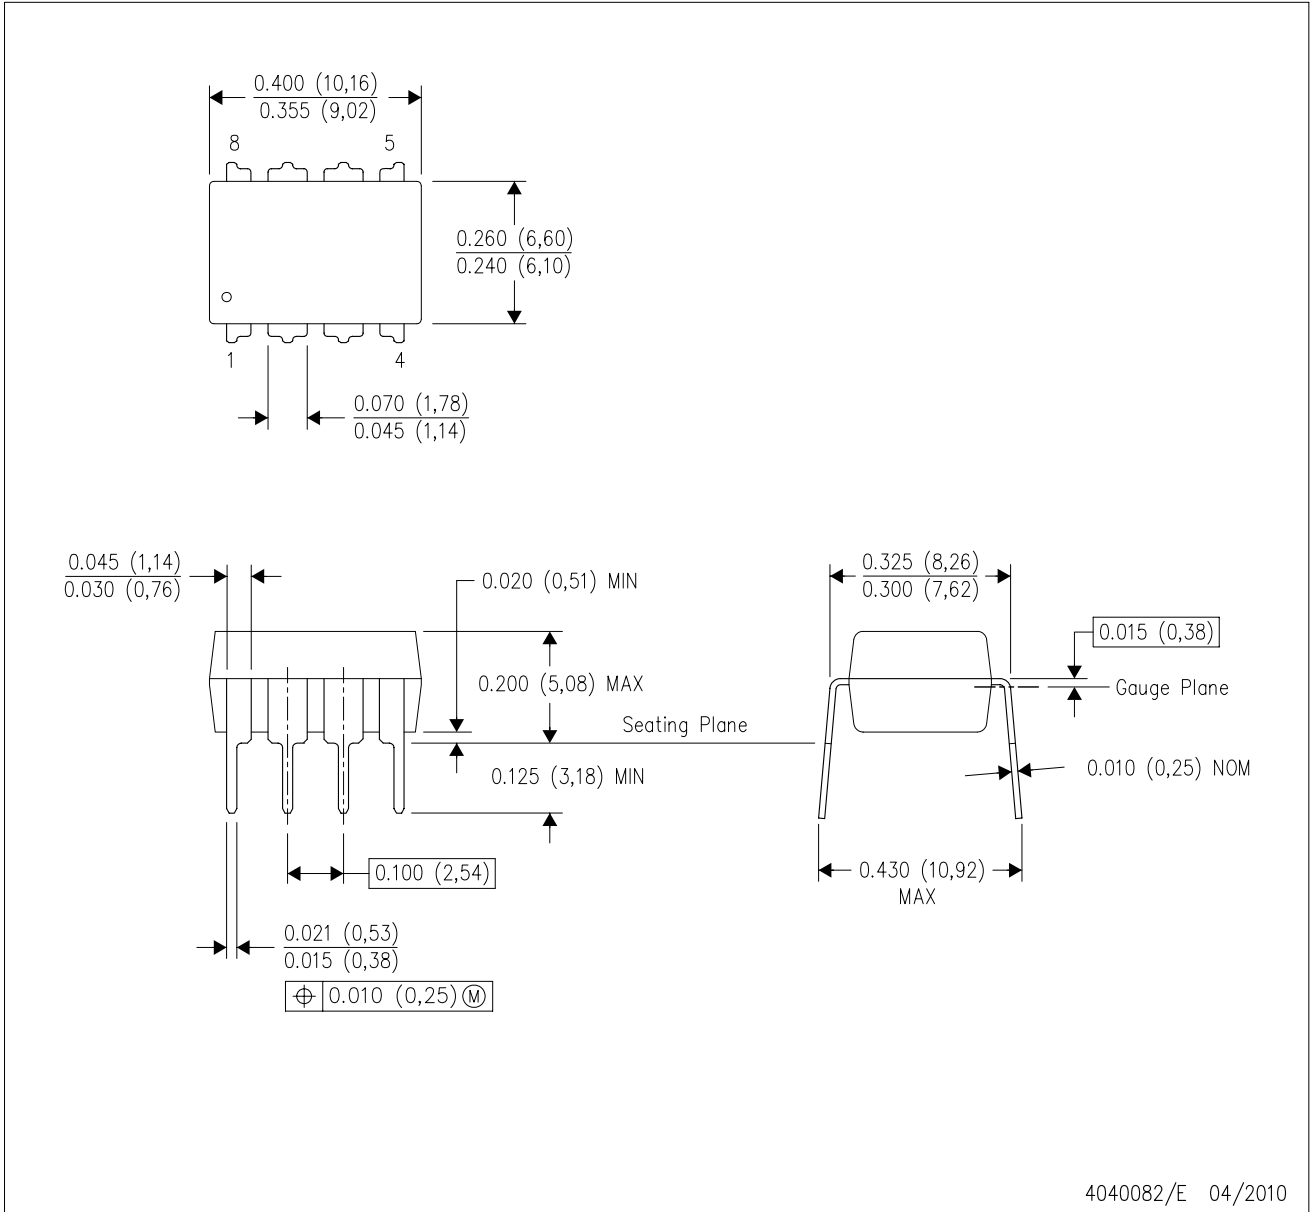 0.400 (10,16)
0.355 (9,02)
8
5
0.260 (6,60)
0.240 (6,10)
1
4
0.070 (1,78)
0.045 (1,14)
0.045 (1,14)
0.030 (0,76)
0.020 (0,51) MIN
0.325 (8,26)
0.300 (7,62)
0.015 (0,38)
0.200 (5,08) MAX
Gauge Plane
Seating Plane
0.125 (3,18) MIN
0.010 (0,25) NOM
0.100 (2,54)
0.430 (10,92)
MAX
0.021 (0,53)
0.015 (0,38)
⌖ 0.010 (0,25) Ⓜ
4040082/E 04/2010